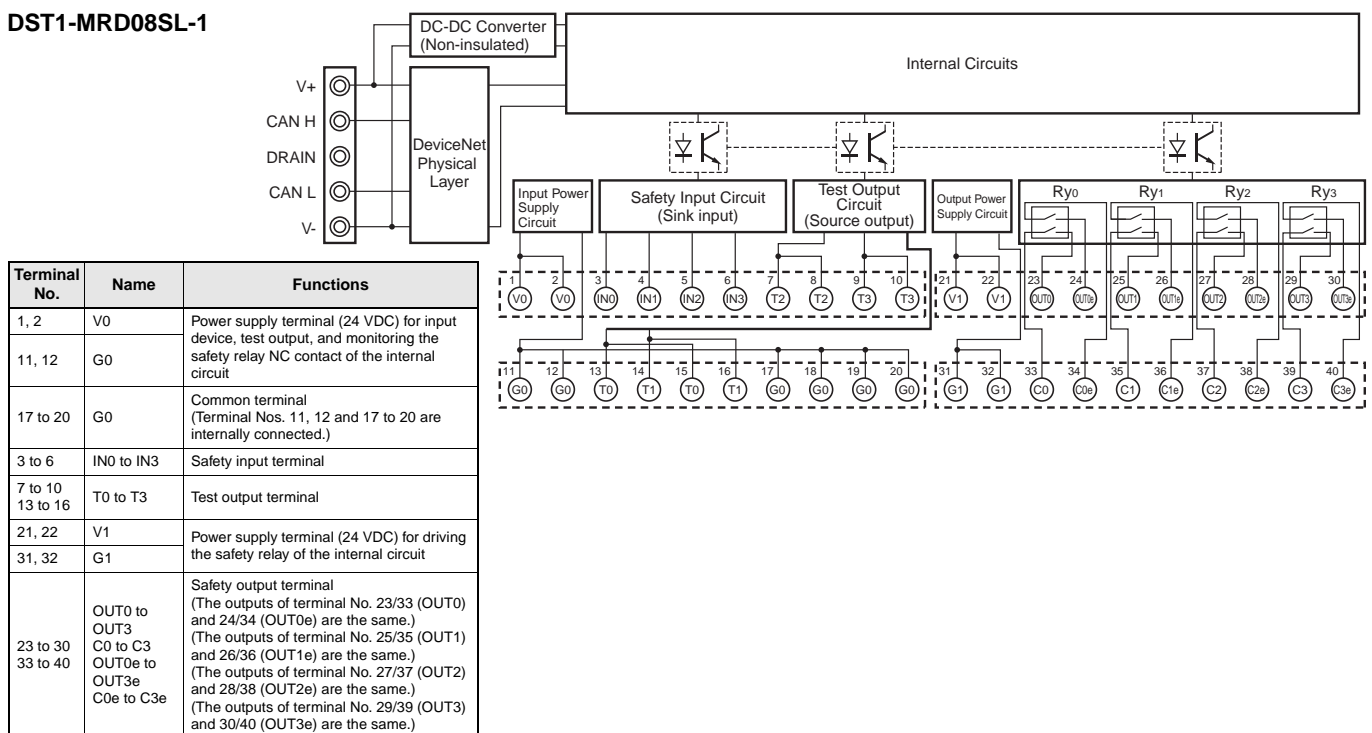 DST1-MRD08SL-1
DC-DC Converter
(Non-insulated)
Internal Circuits
V+
CAN H
DRAIN
CAN L
V-
DeviceNet
Physical
Layer
Input Power
Supply
Circuit
Safety Input Circuit
(Sink input)
Test Output
Circuit
(Source output)
Output Power
Supply Circuit
Ry0 Ry1 Ry2 Ry3
1 2 3 4 5 6 7 8 9 10
V0 V0 IN0 IN1 IN2 IN3 T2 T2 T3 T3
21 22 23 24 25 26 27 28 29 30
V1 V1 OUT0 OUT0e OUT1 OUT1e OUT2 OUT2e OUT3 OUT3e
11 12 13 14 15 16 17 18 19 20
G0 G0 T0 T1 T0 T1 G0 G0 G0 G0
31 32 33 34 35 36 37 38 39 40
G1 G1 C0 C0e C1 C1e C2 C2e C3 C3e
Terminal
No.
Name
Functions
1, 2
V0
11, 12
G0
Power supply terminal (24 VDC) for input
device, test output, and monitoring the
safety relay NC contact of the internal
circuit
17 to 20
G0
Common terminal
(Terminal Nos. 11, 12 and 17 to 20 are
internally connected.)
3 to 6
IN0 to IN3
Safety input terminal
7 to 10
13 to 16
T0 to T3
Test output terminal
21, 22
V1
31, 32
G1
Power supply terminal (24 VDC) for driving
the safety relay of the internal circuit
23 to 30
33 to 40
OUT0 to
OUT3
C0 to C3
OUT0e to
OUT3e
C0e to C3e
Safety output terminal
(The outputs of terminal No. 23/33 (OUT0)
and 24/34 (OUT0e) are the same.)
(The outputs of terminal No. 25/35 (OUT1)
and 26/36 (OUT1e) are the same.)
(The outputs of terminal No. 27/37 (OUT2)
and 28/38 (OUT2e) are the same.)
(The outputs of terminal No. 29/39 (OUT3)
and 30/40 (OUT3e) are the same.)